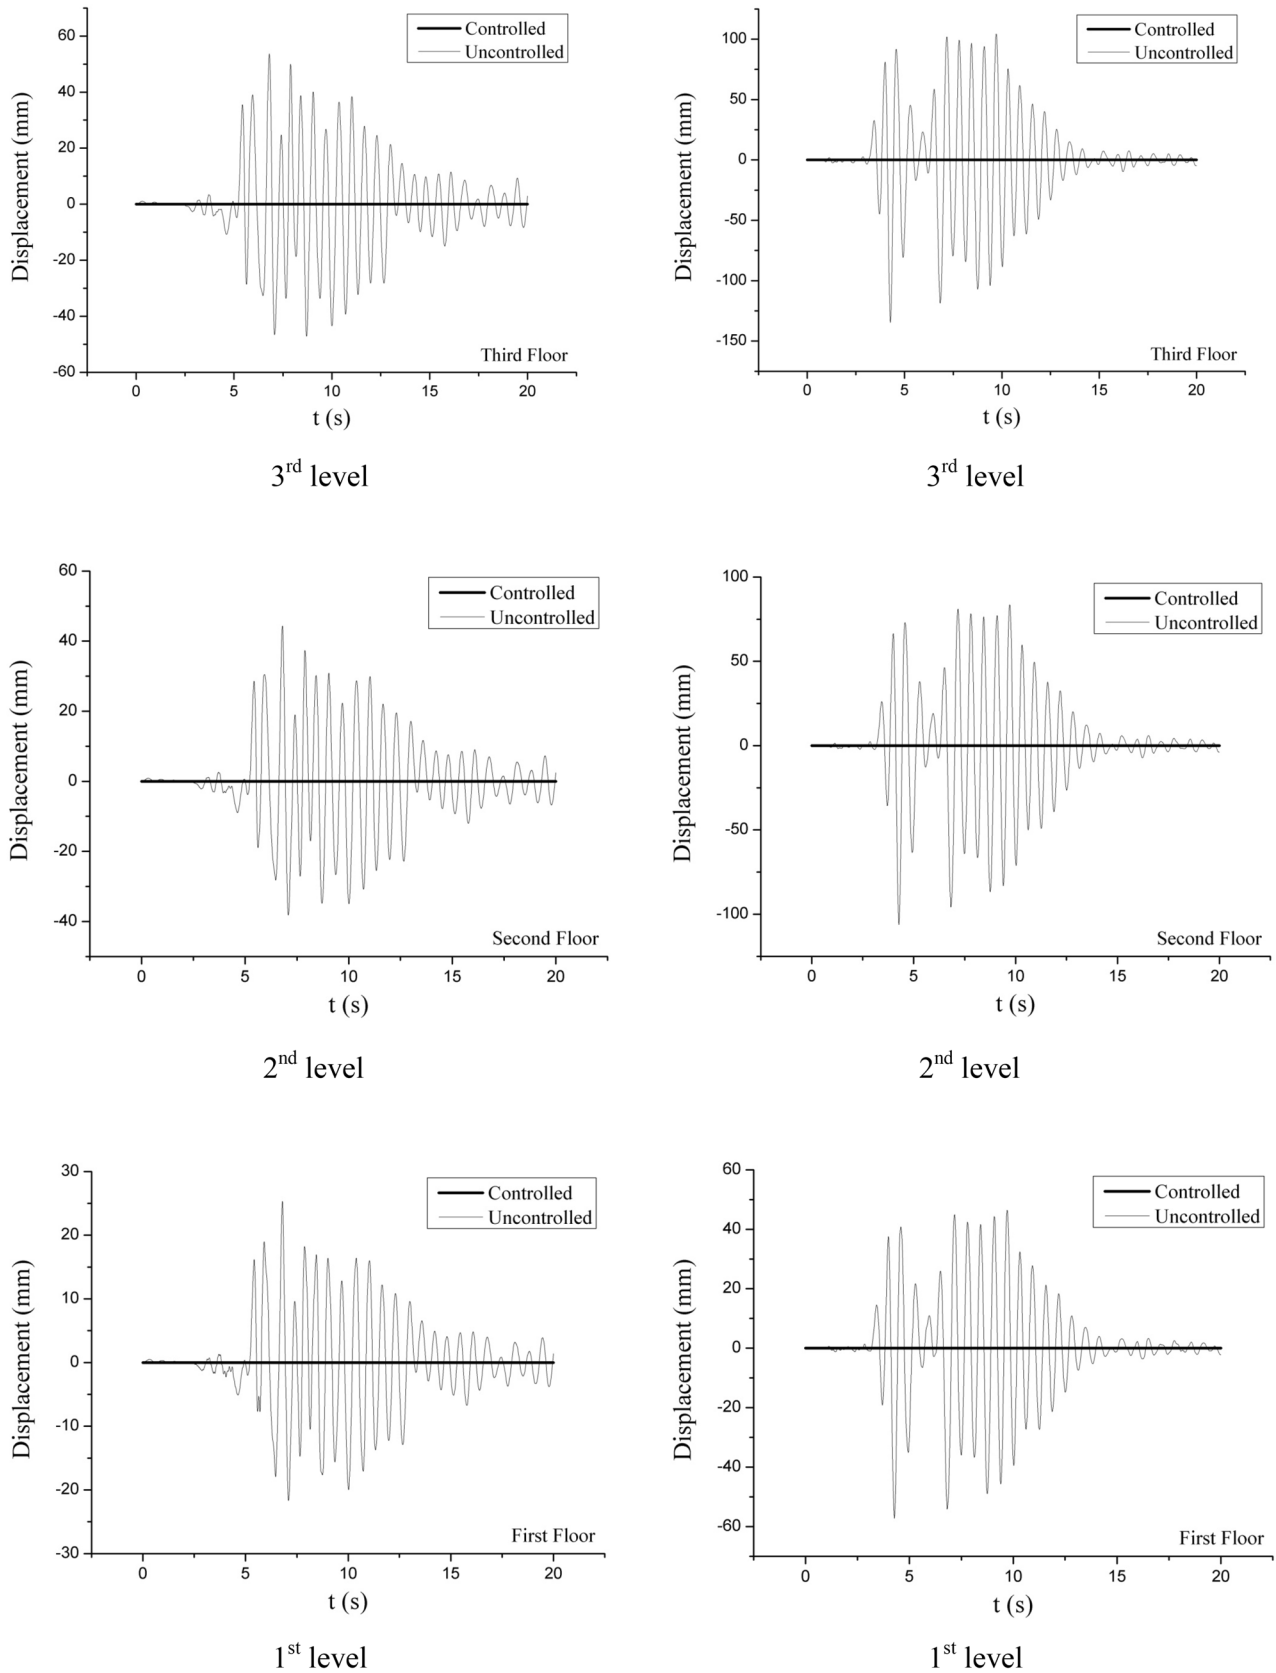 Controlled
Uncontrolled
60
40
20
0
-20
-40
-60
Displacement (mm)
Third Floor
0 5 10 15 20
t (s)
3rd level
Controlled
Uncontrolled
100
50
0
-50
-100
-150
Displacement (mm)
Third Floor
0 5 10 15 20
t (s)
3rd level
Controlled
Uncontrolled
60
40
20
0
-20
-40
Displacement (mm)
Second Floor
0 5 10 15 20
t (s)
2nd level
Controlled
Uncontrolled
100
50
0
-50
-100
Displacement (mm)
Second Floor
0 5 10 15 20
t (s)
2nd level
Controlled
Uncontrolled
30
20
10
0
-10
-20
-30
Displacement (mm)
First Floor
0 5 10 15 20
t (s)
1st level
Controlled
Uncontrolled
60
40
20
0
-20
-40
-60
Displacement (mm)
First Floor
0 5 10 15 20
t (s)
1st level